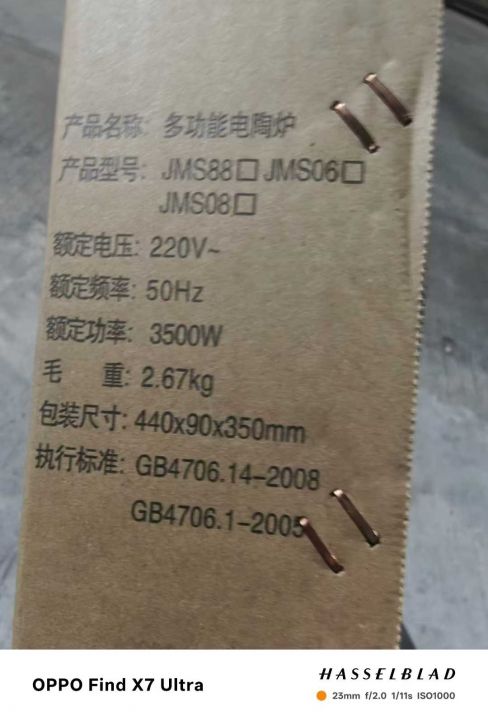 产品名称: 多功能电陶炉
产品型号: JMS88□ JMS06□
JMS08□
额定电压: 220V~
额定频率: 50Hz
额定功率: 3500W
毛 重: 2.67kg
包装尺寸: 440x90x350mm
执行标准: GB4706.14-2008
GB4706.1-2005
OPPO Find X7 Ultra
HASSELBLAD
23mm f/2.0 1/11s ISO1000